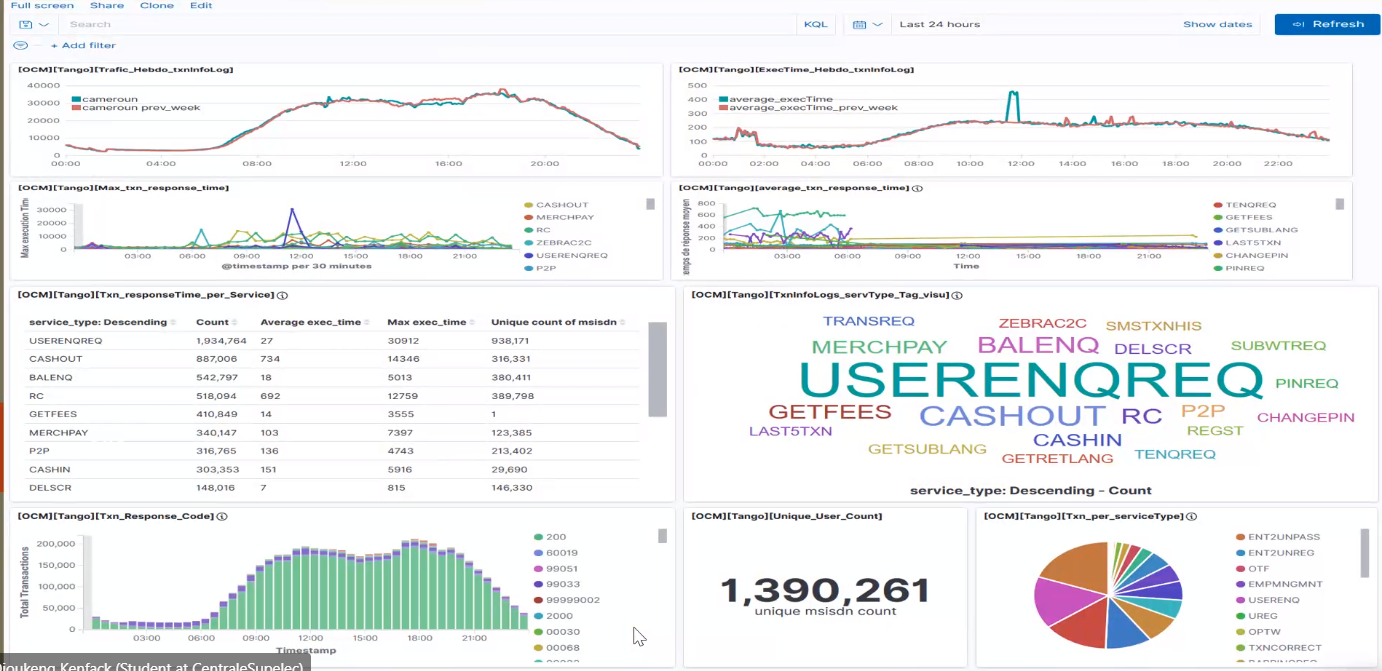 Full screen Share Clone Edit
Search KQL Last 24 hours Show dates Refresh
+ Add filter
[OCM][Tango][Trafic_Hebdo_txnInfoLog]
40000
30000
20000
10000
0
cameroun
cameroun prev_week
00:00 04:00 08:00 12:00 16:00 20:00
[OCM][Tango][ExecTime_Hebdo_txnInfoLog]
500
400
300
200
100
0
average_execTime
average_execTime_prev_week
00:00 02:00 04:00 06:00 08:00 10:00 12:00 14:00 16:00 18:00 20:00 22:00
[OCM][Tango][Max_txn_response_time]
Max execution Tim
30000
20000
10000
0
03:00 06:00 09:00 12:00 15:00 18:00 21:00
@timestamp per 30 minutes
CASHOUT
MERCHPAY
RC
ZEBRAC2C
USERENQREQ
P2P
[OCM][Tango][average_txn_response_time]
emps de réponse moyen
800
600
400
200
0
03:00 06:00 09:00 12:00 15:00 18:00 21:00
Time
TENQREQ
GETFEES
GETSUBLANG
LAST5TXN
CHANGEPIN
PINREQ
[OCM][Tango][Txn_responseTime_per_Service]
service_type: Descending Count Average exec_time Max exec_time Unique count of msisdn
USERENQREQ 1,934,764 27 30912 938,171
CASHOUT 887,006 734 14346 316,331
BALENQ 542,797 18 5013 380,411
RC 518,094 692 12759 389,798
GETFEES 410,849 14 3555 1
MERCHPAY 340,147 103 7397 123,385
P2P 316,765 136 4743 213,402
CASHIN 303,353 151 5916 29,690
DELSCR 148,016 7 815 146,330
[OCM][Tango][TxnInfoLogs_servType_Tag_visu]
TRANSREQ ZEBRAC2C SMSTXNHIS
MERCHPAY BALENQ DELSCR SUBWTREQ
USERENQREQ PINREQ
GETFEES CASHOUT RC P2P CHANGEPIN
LAST5TXN CASHIN REGST
GETSUBLANG GETRETLANG TENQREQ
service_type: Descending - Count
[OCM][Tango][Txn_Response_Code]
Total Transactions
200,000
150,000
100,000
50,000
0
03:00 06:00 09:00 12:00 15:00 18:00 21:00
Timestamp
200
60019
99051
99033
99999002
2000
00030
00068
[OCM][Tango][Unique_User_Count]
1,390,261
unique msisdn count
[OCM][Tango][Txn_per_serviceType]
ENT2UNPASS
ENT2UNREG
OTF
EMPMNGMNT
USERENQ
UREG
OPTW
TXNCORRECT
Djoukeng Kenfack (Student at CentraleSupelec)